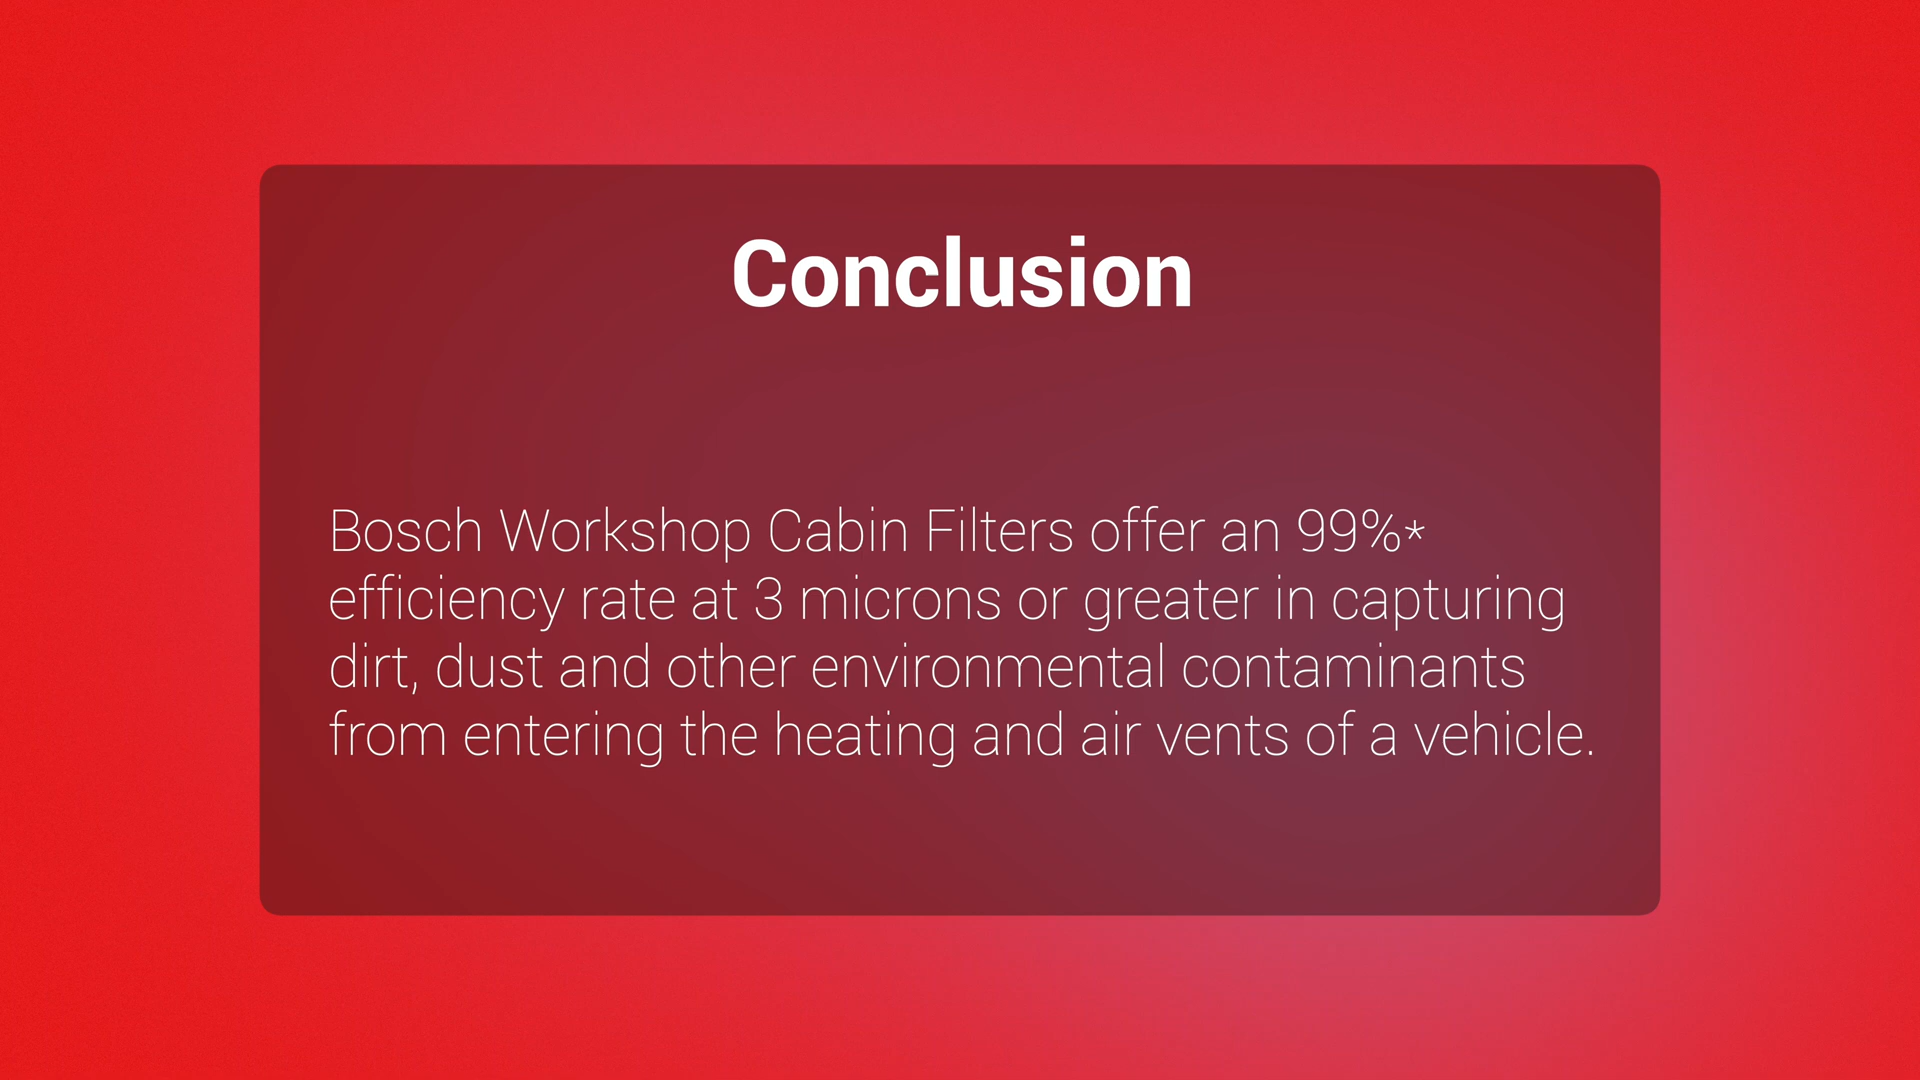 Conclusion
Bosch Workshop Cabin Filters offer an 99%*
efficiency rate at 3 microns or greater in capturing
dirt, dust and other environmental contaminants
from entering the heating and air vents of a vehicle.